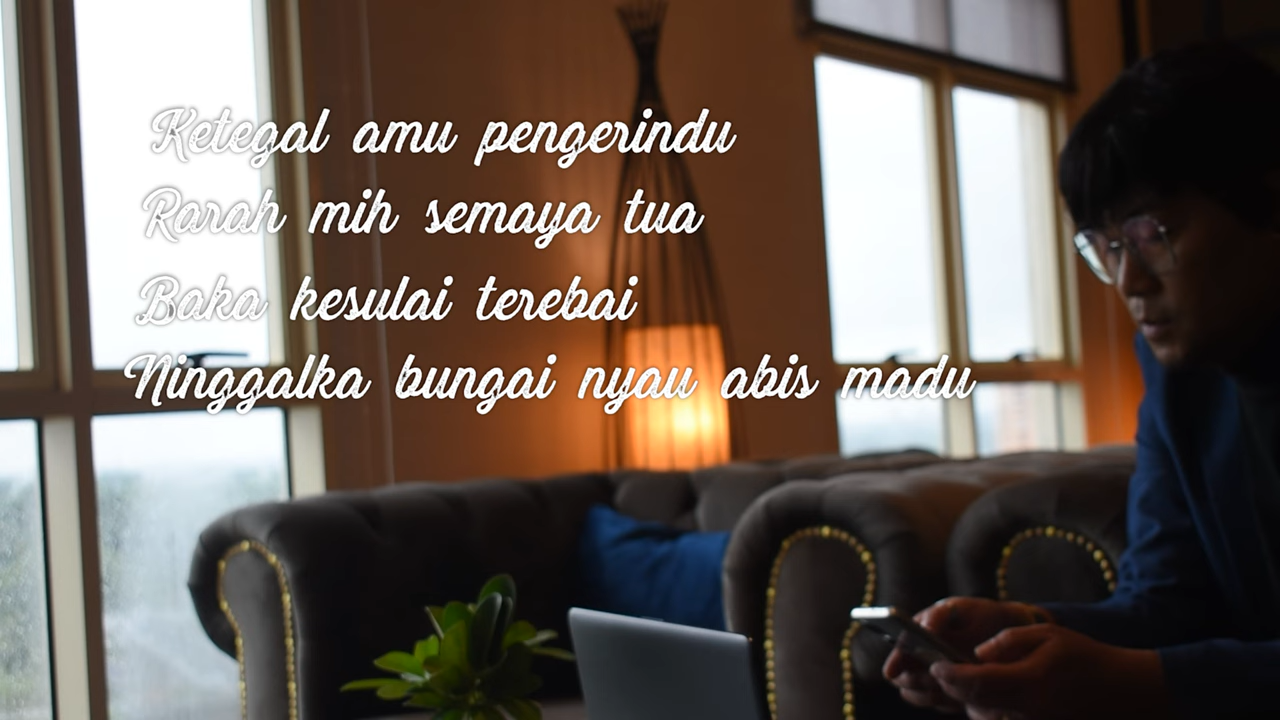 Ketegal amu pengerindu
Rarah mih semaya tua
Baka kesulai terebai
Ninggalka bungai nyau abis madu